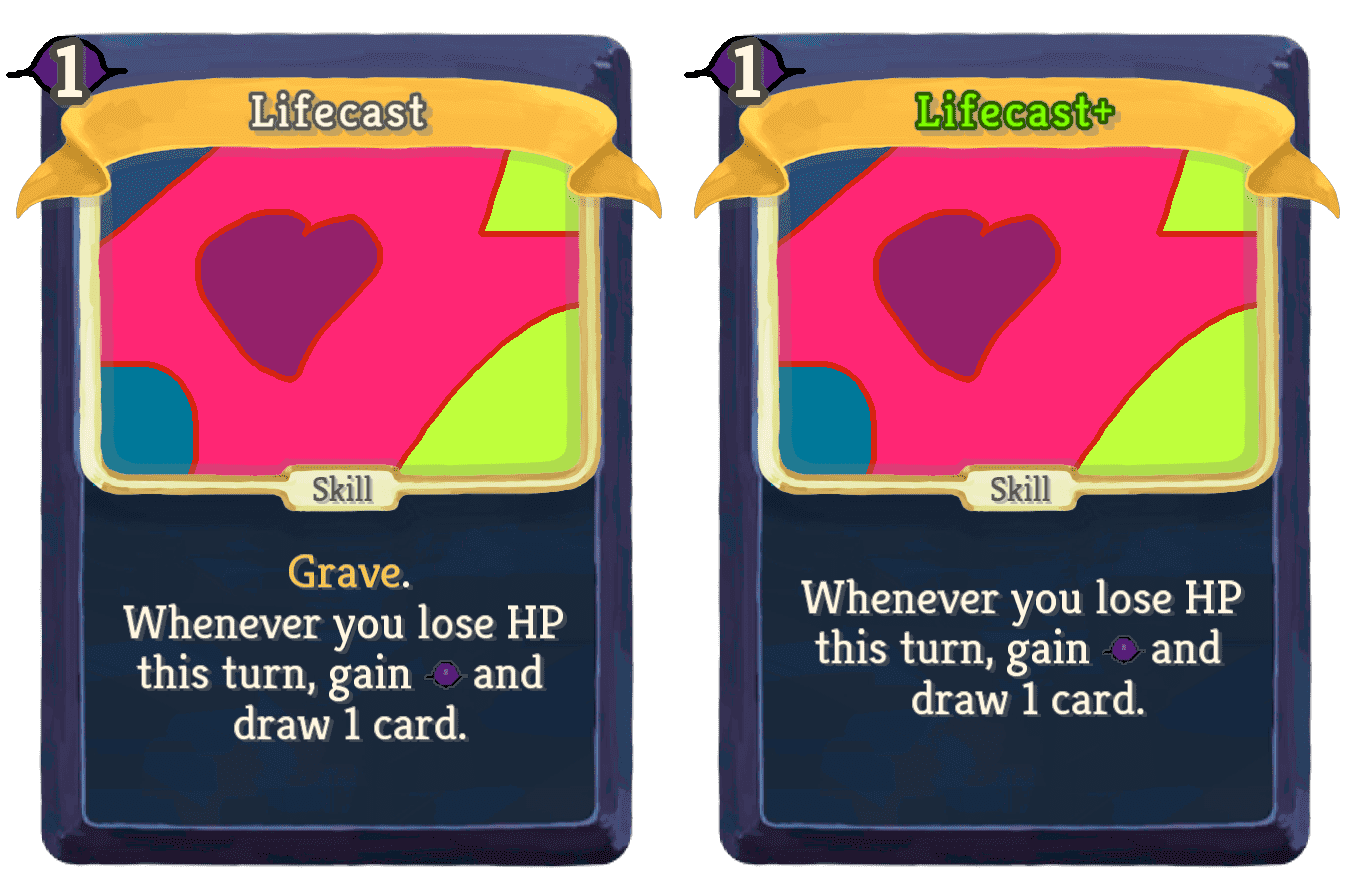 1
Lifecast
Skill
Grave.
Whenever you lose HP
this turn, gain and
draw 1 card.
1
Lifecast+
Skill
Whenever you lose HP
this turn, gain and
draw 1 card.